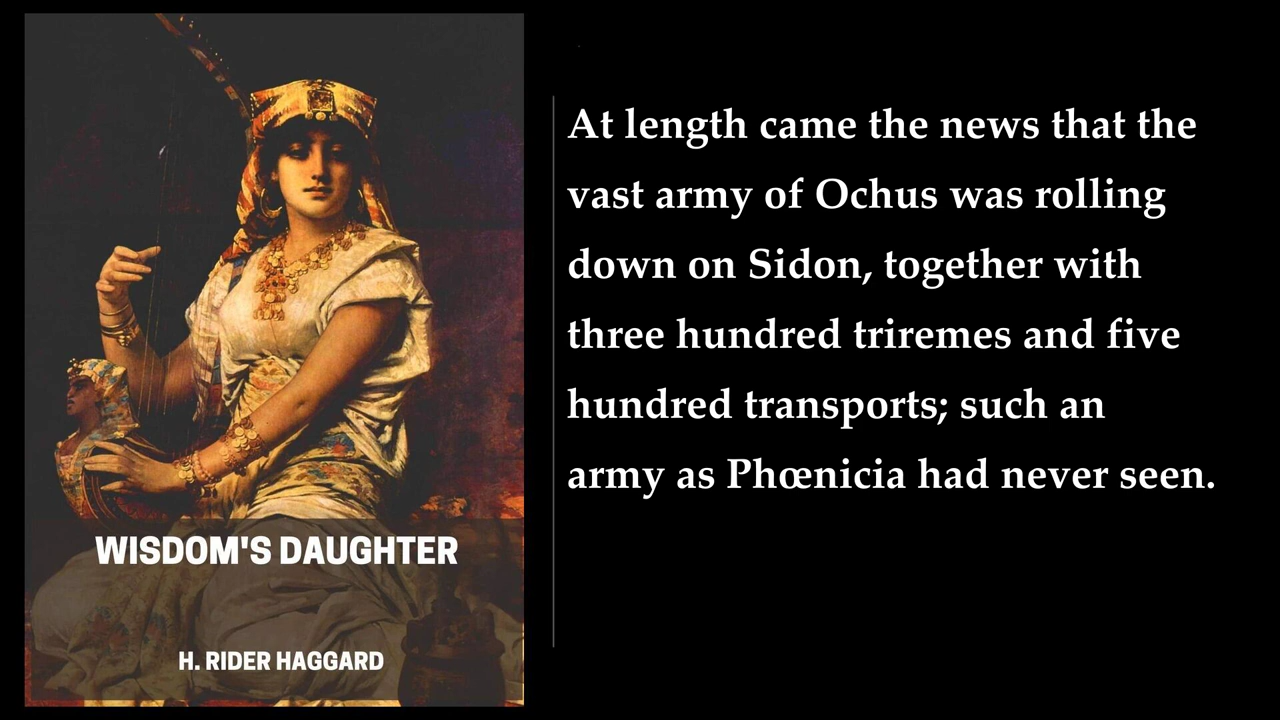 WISDOM'S DAUGHTER
H. RIDER HAGGARD
At length came the news that the
vast army of Ochus was rolling
down on Sidon, together with
three hundred triremes and five
hundred transports; such an
army as Phœnicia had never seen.